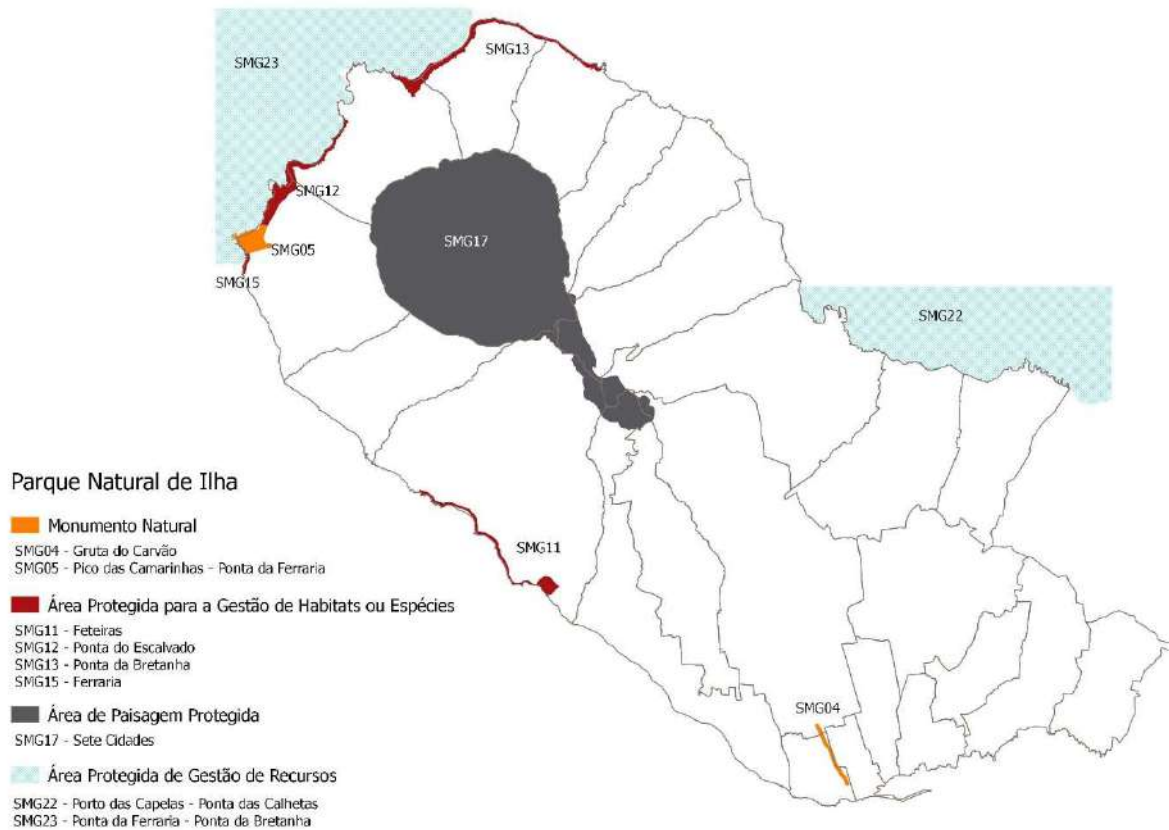 SMG13
SMG23
SMG12
SMG17
SMG05
SMG15
SMG22
SMG11
SMG04
Parque Natural de Ilha
Monumento Natural
SMG04 - Gruta do Carvão
SMG05 - Pico das Camarinhas - Ponta da Ferraria
Área Protegida para a Gestão de Habitats ou Espécies
SMG11 - Feteiras
SMG12 - Ponta do Escalvado
SMG13 - Ponta da Bretanha
SMG15 - Ferraria
Área de Paisagem Protegida
SMG17 - Sete Cidades
Área Protegida de Gestão de Recursos
SMG22 - Porto das Capelas - Ponta das Calhetas
SMG23 - Ponta da Ferraria - Ponta da Bretanha